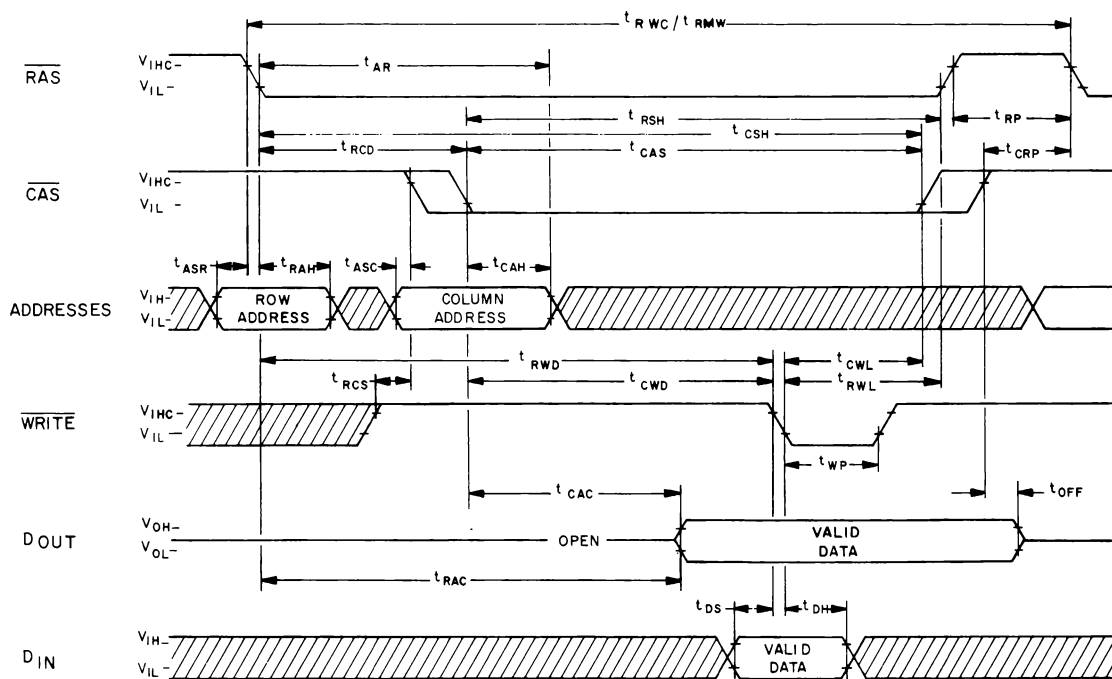 t RWC / t RMW
RAS
VIHC
VIL
t AR
t RSH
t RP
t CSH
t RCD
t CAS
t CRP
CAS
VIHC
VIL
t ASR
t RAH
t ASC
t CAH
ADDRESSES
VIH
VIL
ROW
ADDRESS
COLUMN
ADDRESS
t RWD
t CWL
t RCS
t CWD
t RWL
WRITE
VIHC
VIL
t WP
t CAC
t OFF
DOUT
VOH
VOL
OPEN
VALID
DATA
t RAC
t DS
t DH
DIN
VIH
VIL
VALID
DATA